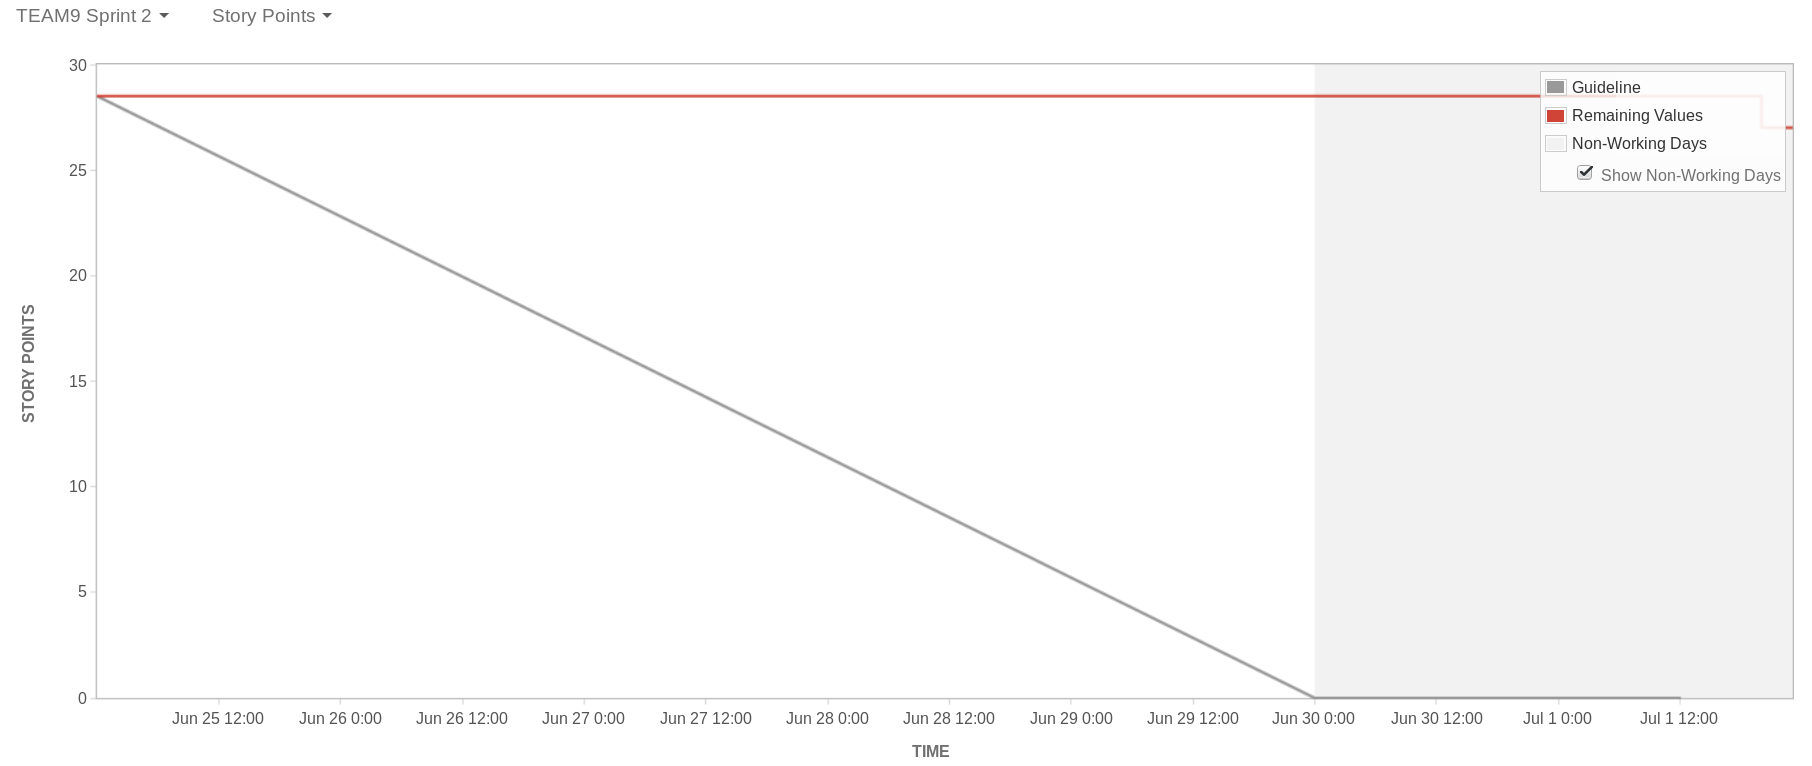 TEAM9 Sprint 2 Story Points
30
25
20
15
10
5
0
STORY POINTS
Guideline
Remaining Values
Non-Working Days
Show Non-Working Days
Jun 25 12:00 Jun 26 0:00 Jun 26 12:00 Jun 27 0:00 Jun 27 12:00 Jun 28 0:00 Jun 28 12:00 Jun 29 0:00 Jun 29 12:00 Jun 30 0:00 Jun 30 12:00 Jul 1 0:00 Jul 1 12:00
TIME